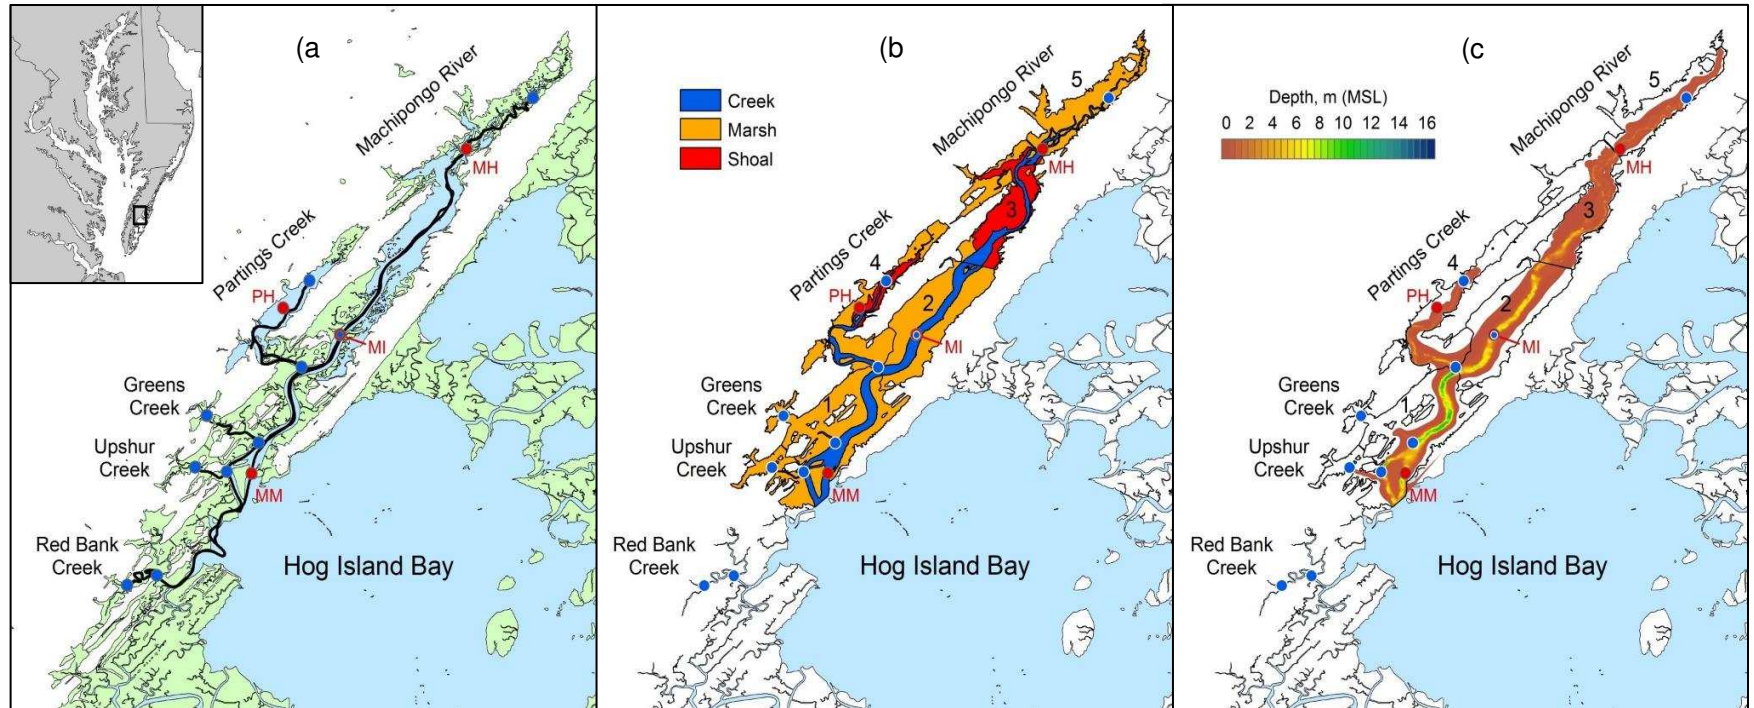 (a)
Machipongo River
MH
Partings Creek
PH
MI
Greens
Creek
Upshur
Creek
MM
Red Bank
Creek
Hog Island Bay
(b)
Creek
Marsh
Shoal
Machipongo River
5
MH
3
Partings Creek
4
PH
2
MI
Greens
Creek
1
Upshur
Creek
MM
Red Bank
Creek
Hog Island Bay
(c)
Depth, m (MSL)
0 2 4 6 8 10 12 14 16
Machipongo River
5
MH
3
Partings Creek
4
PH
2
MI
Greens
Creek
1
Upshur
Creek
MM
Red Bank
Creek
Hog Island Bay